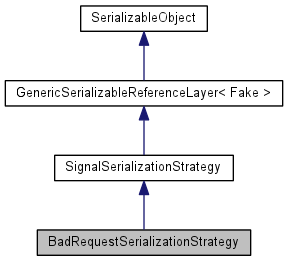 SerializableObject
GenericSerializableReferenceLayer< Fake >
SignalSerializationStrategy
BadRequestSerializationStrategy